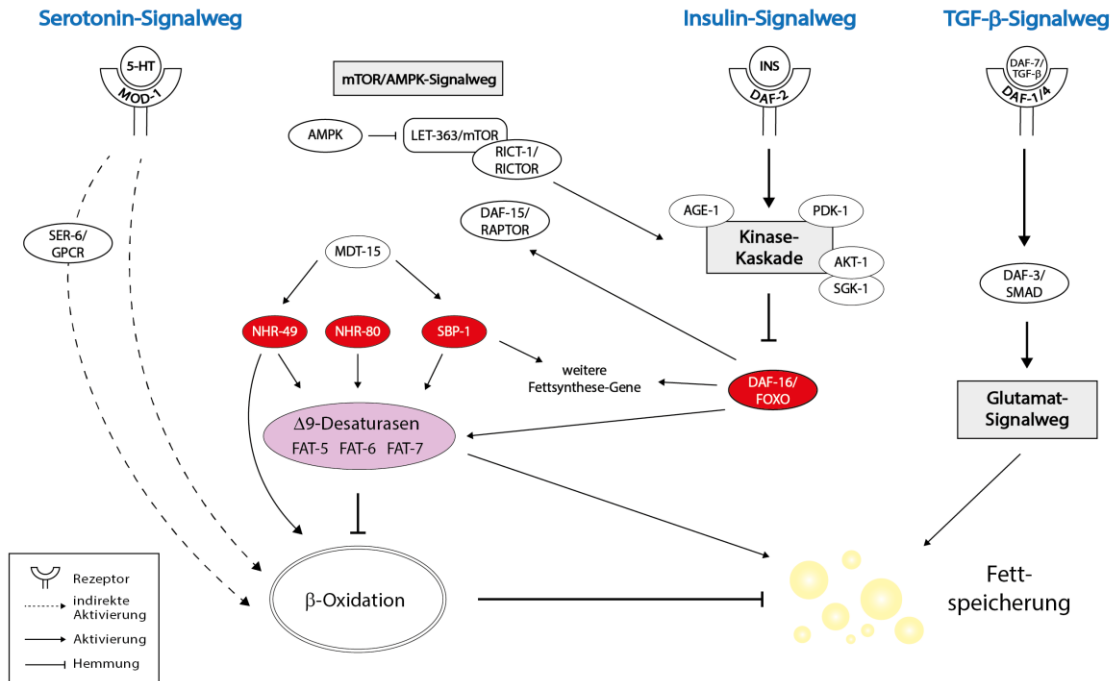 Serotonin-Signalweg
Insulin-Signalweg
TGF-β-Signalweg
5-HT
MOD-1
mTOR/AMPK-Signalweg
INS
DAF-2
DAF-7/
TGF-β
DAF-1/4
AMPK
LET-363/mTOR
RICT-1/
RICTOR
AGE-1
PDK-1
DAF-15/
RAPTOR
Kinase-
Kaskade
SER-6/
GPCR
MDT-15
AKT-1
SGK-1
DAF-3/
SMAD
NHR-49
NHR-80
SBP-1
weitere
Fettsynthese-Gene
DAF-16/
FOXO
Glutamat-
Signalweg
Δ9-Desaturasen
FAT-5 FAT-6 FAT-7
β-Oxidation
Fett-
speicherung
Rezeptor
indirekte
Aktivierung
Aktivierung
Hemmung